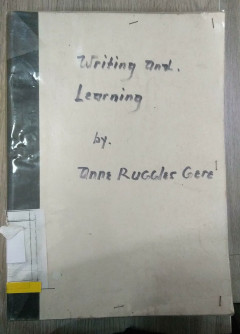 Writing and.
Learning
by.
Anne Ruggles Gere